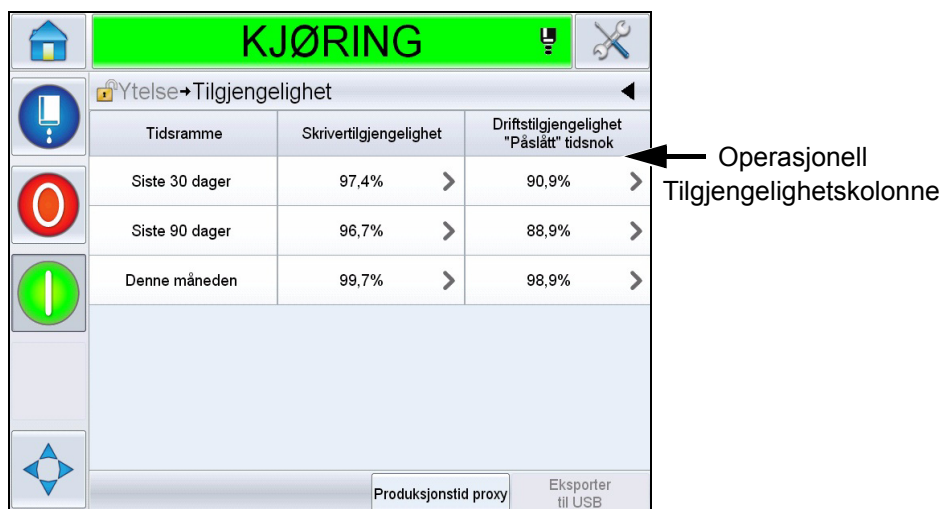 KJØRING
Ytelse→Tilgjengelighet
Tidsramme
Skrivertilgjengelighet
Driftstilgjengelighet
"Påslått" tidsnok
Siste 30 dager
97,4%
90,9%
Siste 90 dager
96,7%
88,9%
Denne måneden
99,7%
98,9%
Produksjonstid proxy
Eksporter
til USB
Operasjonell
Tilgjengelighetskolonne